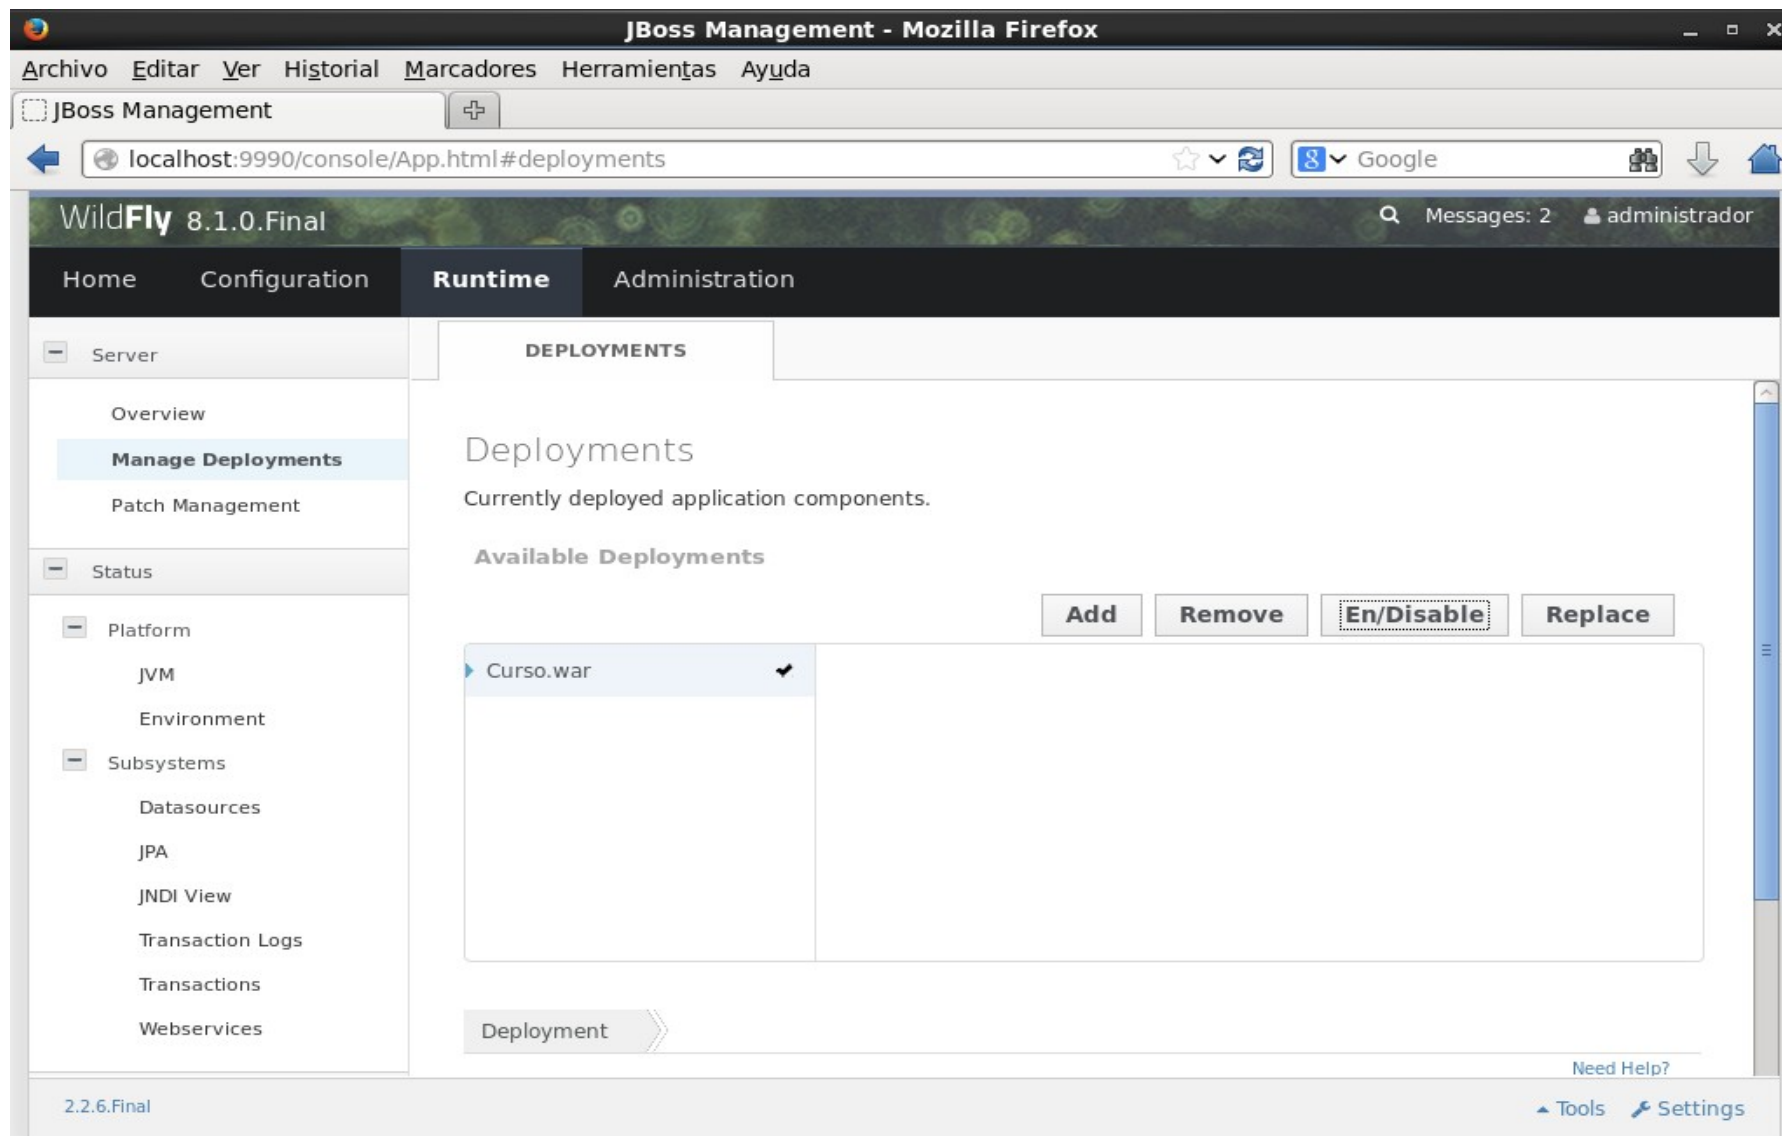 JBoss Management - Mozilla Firefox
Archivo Editar Ver Historial Marcadores Herramientas Ayuda
JBoss Management
localhost:9990/console/App.html#deployments
8 Google
WildFly 8.1.0.Final
Messages: 2 administrador
Home Configuration Runtime Administration
Server
Overview
Manage Deployments
Patch Management
Status
Platform
JVM
Environment
Subsystems
Datasources
JPA
JNDI View
Transaction Logs
Transactions
Webservices
DEPLOYMENTS
Deployments
Currently deployed application components.
Available Deployments
Add Remove En/Disable Replace
Curso.war
Deployment
Need Help?
2.2.6.Final
Tools Settings